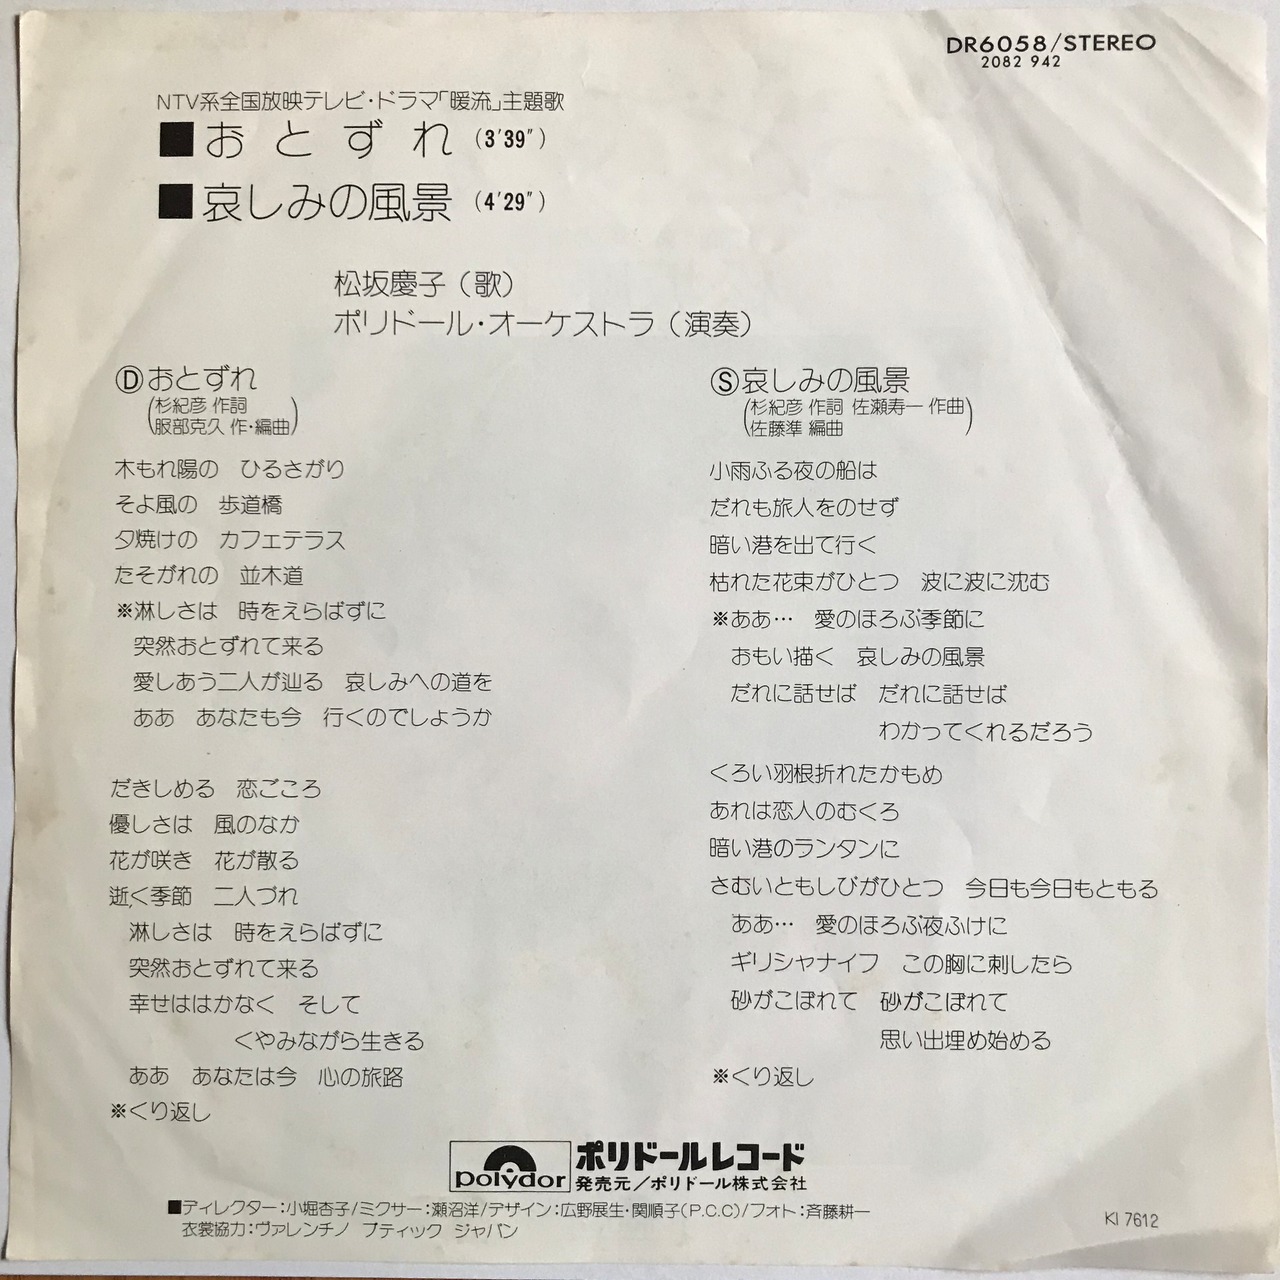 DR6058/STEREO
2082 942
NTV系全国放映テレビ・ドラマ「暖流」主題歌
■おとずれ(3′39″)
■哀しみの風景(4′29″)
松坂慶子(歌)
ポリドール・オーケストラ(演奏)
Ⓓおとずれ
(杉紀彦 作詞
服部克久 作・編曲)
木もれ陽の ひるさがり
そよ風の 歩道橋
夕焼けの カフェテラス
たそがれの 並木道
※淋しさは 時をえらばずに
突然おとずれて来る
愛しあう二人が辿る 哀しみへの道を
ああ あなたも今 行くのでしようか
だきしめる 恋ごころ
優しさは 風のなか
花が咲き 花が散る
逝く季節 二人づれ
淋しさは 時をえらばずに
突然おとずれて来る
幸せははかなく そして
くやみながら生きる
ああ あなたは今 心の旅路
※くり返し
Ⓢ哀しみの風景
(杉紀彦 作詞 佐瀬寿一 作曲
佐藤準 編曲)
小雨ふる夜の船は
だれも旅人をのせず
暗い港を出て行く
枯れた花束がひとつ 波に波に沈む
※ああ… 愛のほろぶ季節に
おもい描く 哀しみの風景
だれに話せば だれに話せば
わかってくれるだろう
くろい羽根折れたかもめ
あれは恋人のむくろ
暗い港のランタンに
さむいともしびがひとつ 今日も今日もともる
ああ… 愛のほろぶ夜ふけに
ギリシャナイフ この胸に刺したら
砂がこぼれて 砂がこぼれて
思い出埋め始める
※くり返し
polydor ポリドールレコード
発売元/ポリドール株式会社
■ディレクター:小堀杏子/ミクサー:瀬沼洋/デザイン:広野展生・関順子(P.C.C)/フォト:斉藤耕一
衣裳協力:ヴァレンチノ ブティック ジャパン
KI 7612